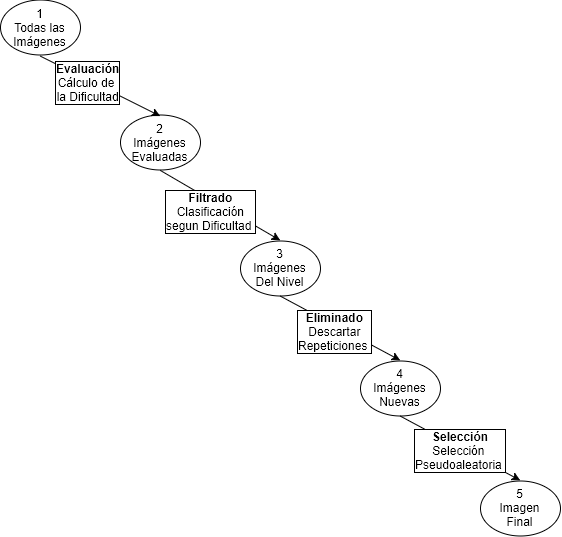 1
Todas las
Imágenes
Evaluación
Cálculo de
la Dificultad
2
Imágenes
Evaluadas
Filtrado
Clasificación
segun Dificultad
3
Imágenes
Del Nivel
Eliminado
Descartar
Repeticiones
4
Imágenes
Nuevas
Selección
Selección
Pseudoaleatoria
5
Imagen
Final